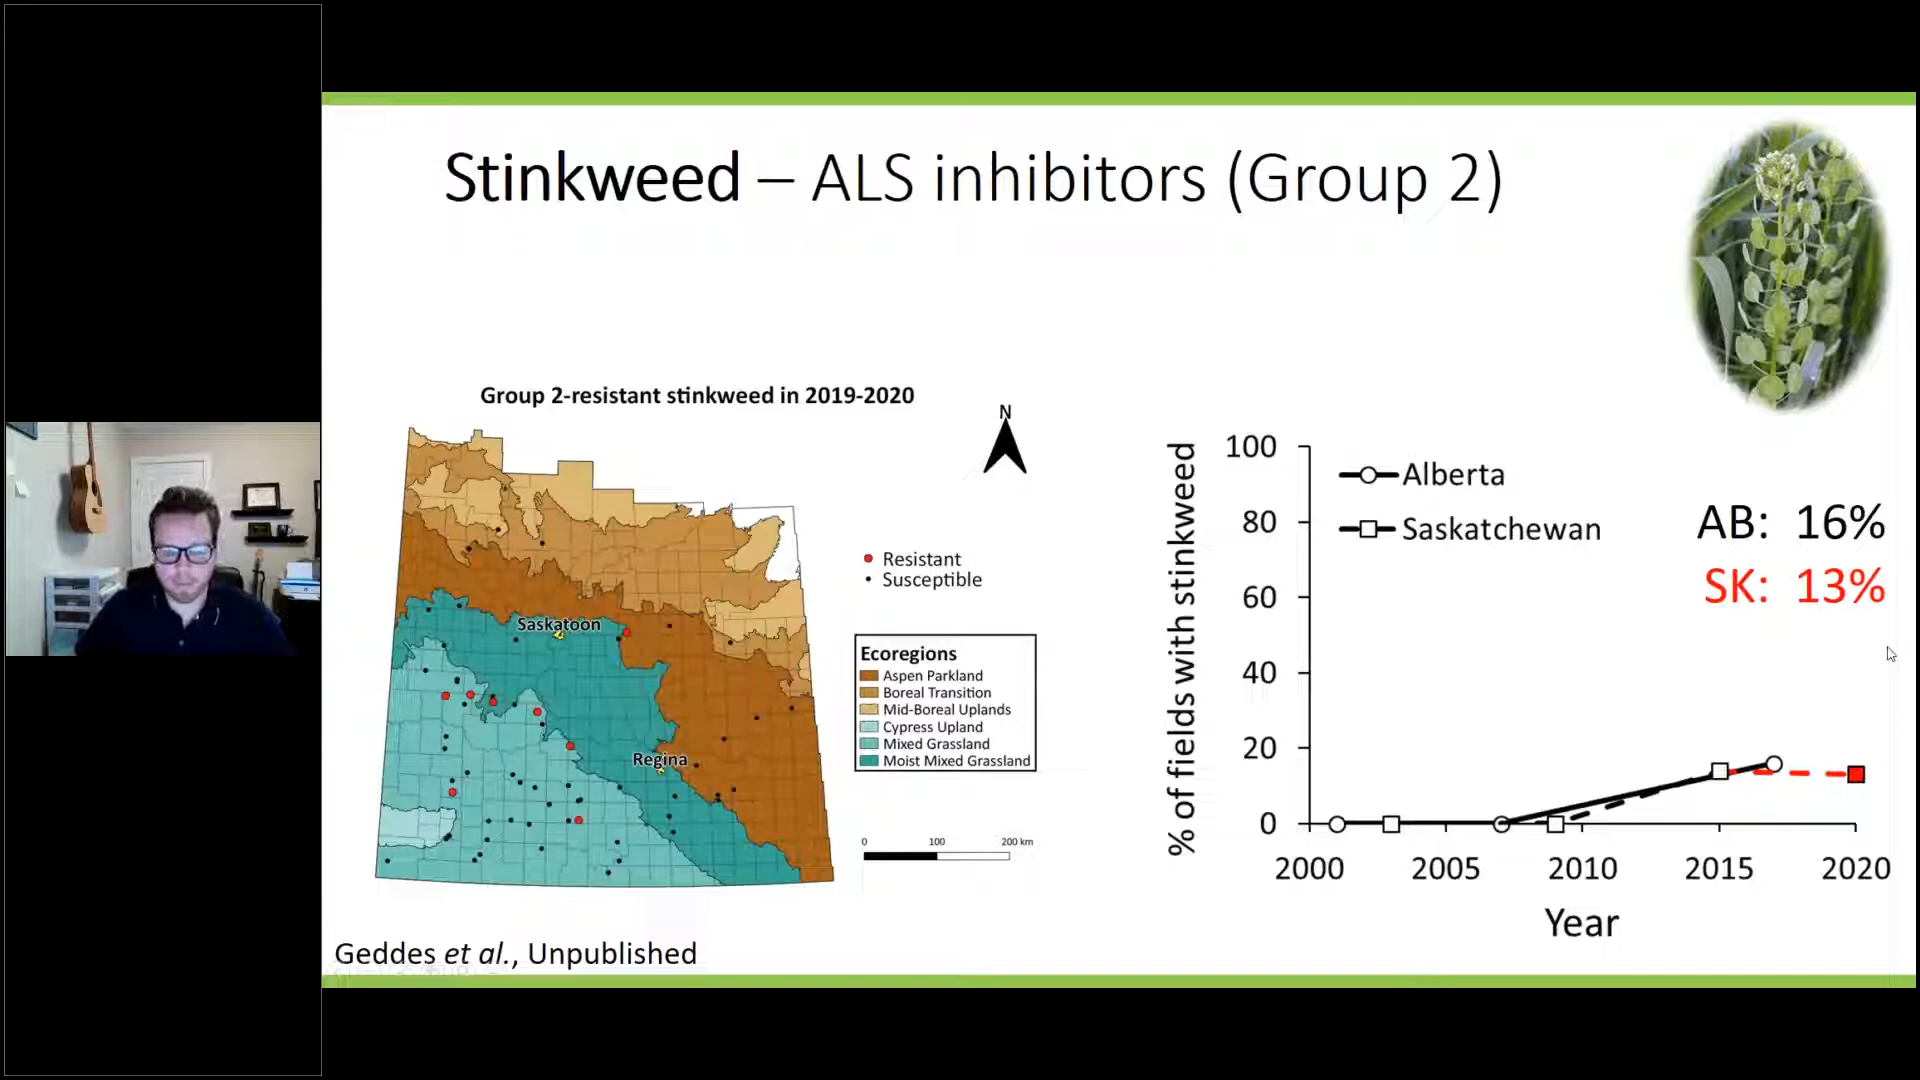 Stinkweed – ALS inhibitors (Group 2)
Group 2-resistant stinkweed in 2019-2020
N
Resistant
Susceptible
Saskatoon
Regina
Ecoregions
Aspen Parkland
Boreal Transition
Mid-Boreal Uplands
Cypress Upland
Mixed Grassland
Moist Mixed Grassland
0 100 200 km
% of fields with stinkweed
100
80
60
40
20
0
Alberta
Saskatchewan
AB: 16%
SK: 13%
2000 2005 2010 2015 2020
Year
Geddes et al., Unpublished